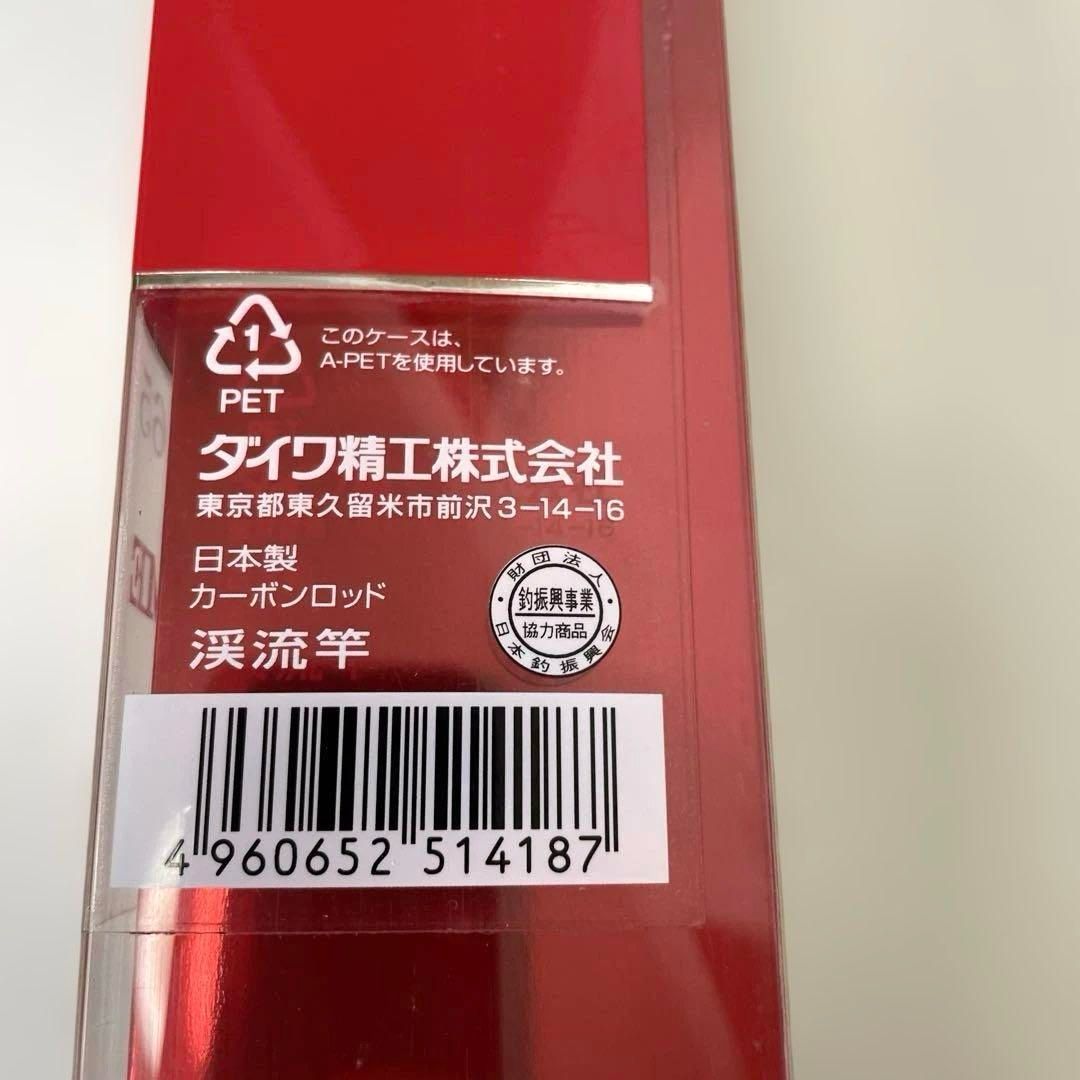 1
PET
このケースは、
A-PETを使用しています。
ダイワ精工株式会社
東京都東久留米市前沢3-14-16
日本製
カーボンロッド
渓流竿
財団法人
釣振興事業
協力商品
日本釣振興会
4 960652 514187